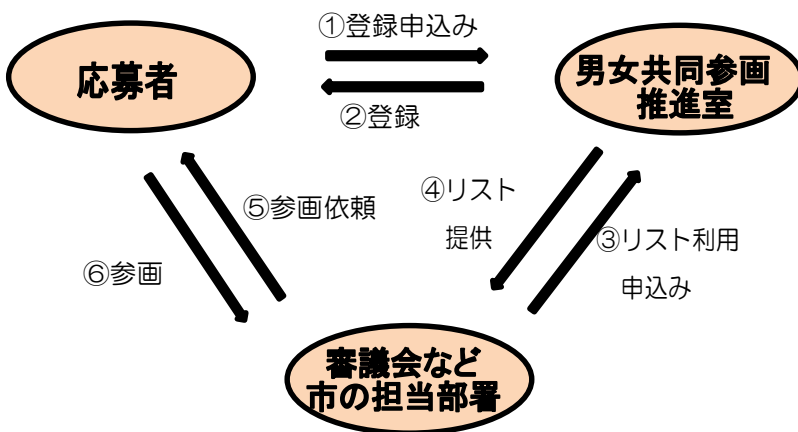 ①登録申込み
応募者
男女共同参画
推進室
②登録
④リスト
提供
③リスト利用
申込み
⑤参画依頼
⑥参画
審議会など
市の担当部署